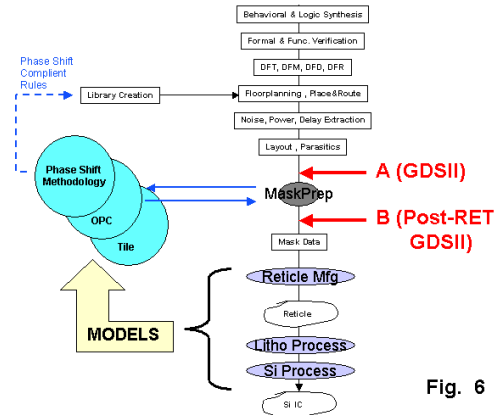 Behavioral & Logic Synthesis
Formal & Func. Verification
DFT, DFM, DFD, DFR
Phase Shift
Complient
Rules
Library Creation
Floorplanning , Place&Route
Noise, Power, Delay Extraction
Layout , Parasitics
A (GDSII)
Phase Shift
Methodology
OPC
Tile
MaskPrep
B (Post-RET
GDSII)
Mask Data
Reticle Mfg
Reticle
MODELS
Litho Process
Si Process
Si IC
Fig. 6